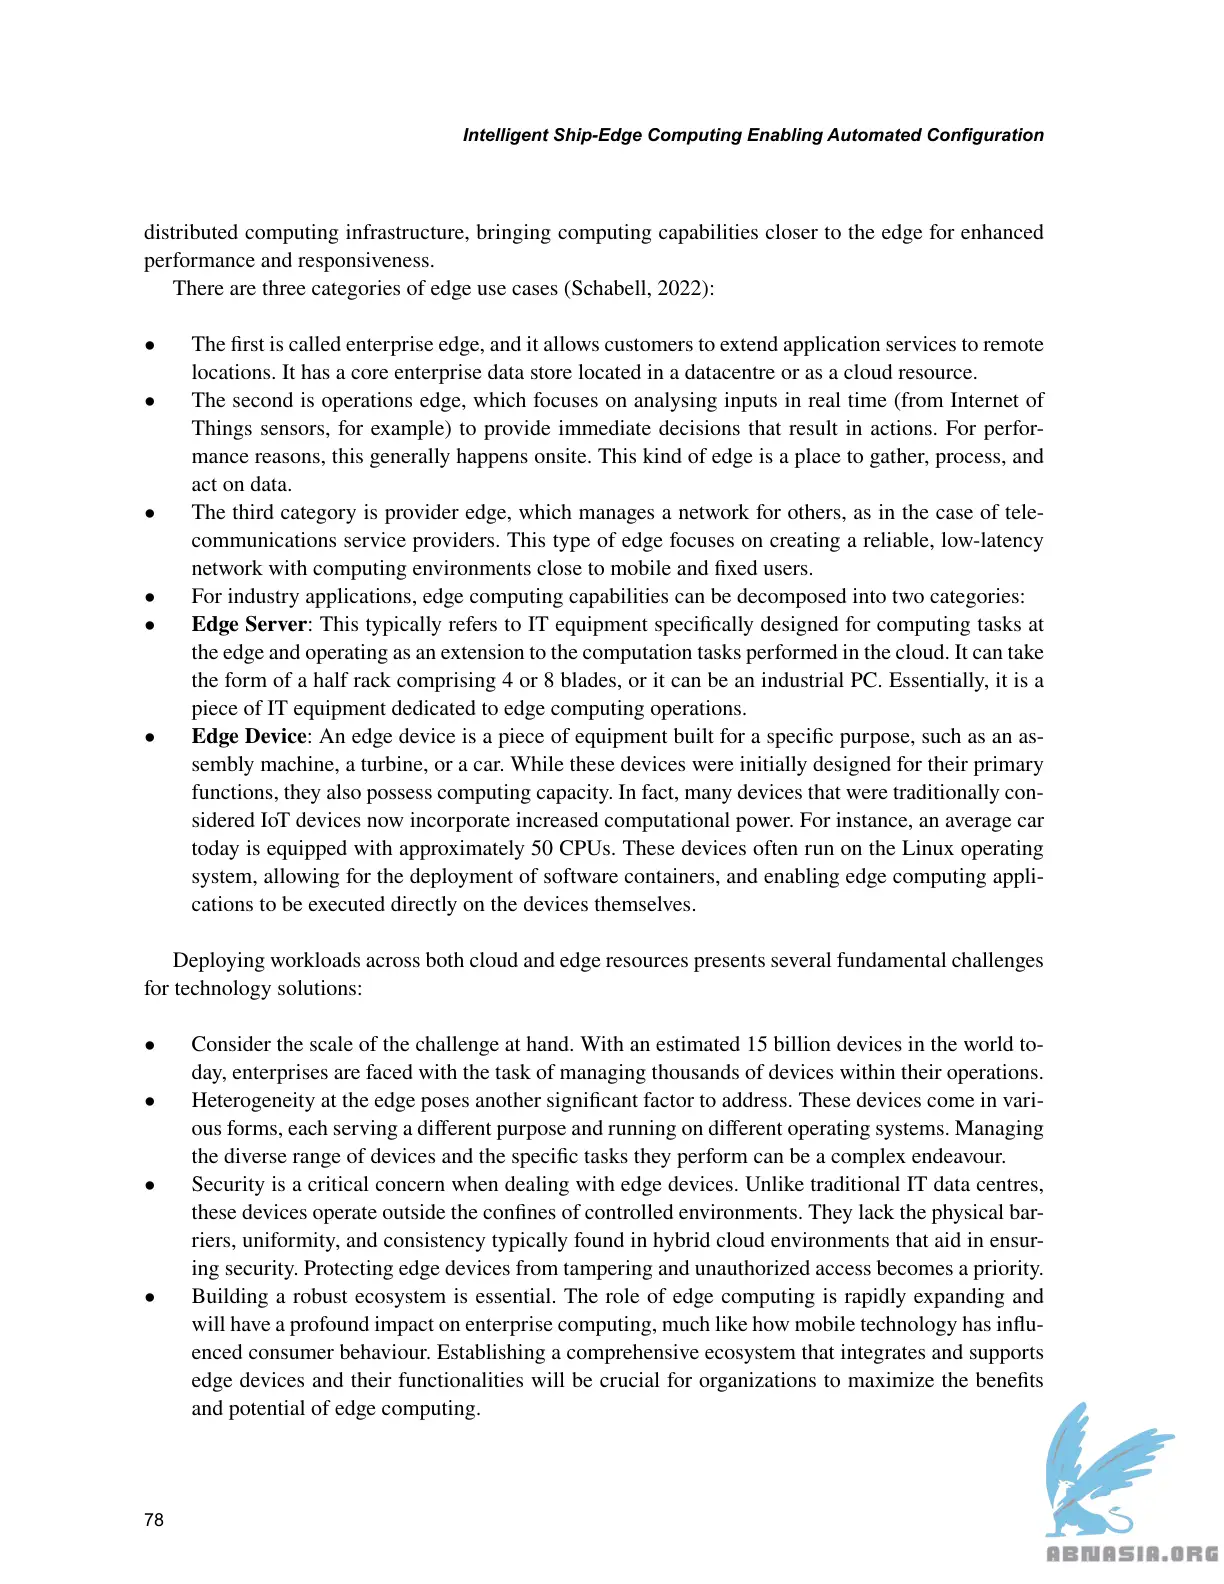 Intelligent Ship-Edge Computing Enabling Automated Configuration
distributed computing infrastructure, bringing computing capabilities closer to the edge for enhanced
performance and responsiveness.
There are three categories of edge use cases (Schabell, 2022):
● The first is called enterprise edge, and it allows customers to extend application services to remote
locations. It has a core enterprise data store located in a datacentre or as a cloud resource.
● The second is operations edge, which focuses on analysing inputs in real time (from Internet of
Things sensors, for example) to provide immediate decisions that result in actions. For perfor-
mance reasons, this generally happens onsite. This kind of edge is a place to gather, process, and
act on data.
● The third category is provider edge, which manages a network for others, as in the case of tele-
communications service providers. This type of edge focuses on creating a reliable, low-latency
network with computing environments close to mobile and fixed users.
● For industry applications, edge computing capabilities can be decomposed into two categories:
● Edge Server: This typically refers to IT equipment specifically designed for computing tasks at
the edge and operating as an extension to the computation tasks performed in the cloud. It can take
the form of a half rack comprising 4 or 8 blades, or it can be an industrial PC. Essentially, it is a
piece of IT equipment dedicated to edge computing operations.
● Edge Device: An edge device is a piece of equipment built for a specific purpose, such as an as-
sembly machine, a turbine, or a car. While these devices were initially designed for their primary
functions, they also possess computing capacity. In fact, many devices that were traditionally con-
sidered IoT devices now incorporate increased computational power. For instance, an average car
today is equipped with approximately 50 CPUs. These devices often run on the Linux operating
system, allowing for the deployment of software containers, and enabling edge computing appli-
cations to be executed directly on the devices themselves.
Deploying workloads across both cloud and edge resources presents several fundamental challenges
for technology solutions:
● Consider the scale of the challenge at hand. With an estimated 15 billion devices in the world to-
day, enterprises are faced with the task of managing thousands of devices within their operations.
● Heterogeneity at the edge poses another significant factor to address. These devices come in vari-
ous forms, each serving a different purpose and running on different operating systems. Managing
the diverse range of devices and the specific tasks they perform can be a complex endeavour.
● Security is a critical concern when dealing with edge devices. Unlike traditional IT data centres,
these devices operate outside the confines of controlled environments. They lack the physical bar-
riers, uniformity, and consistency typically found in hybrid cloud environments that aid in ensur-
ing security. Protecting edge devices from tampering and unauthorized access becomes a priority.
● Building a robust ecosystem is essential. The role of edge computing is rapidly expanding and
will have a profound impact on enterprise computing, much like how mobile technology has influ-
enced consumer behaviour. Establishing a comprehensive ecosystem that integrates and supports
edge devices and their functionalities will be crucial for organizations to maximize the benefits
and potential of edge computing.
78
ABNASIA.ORG